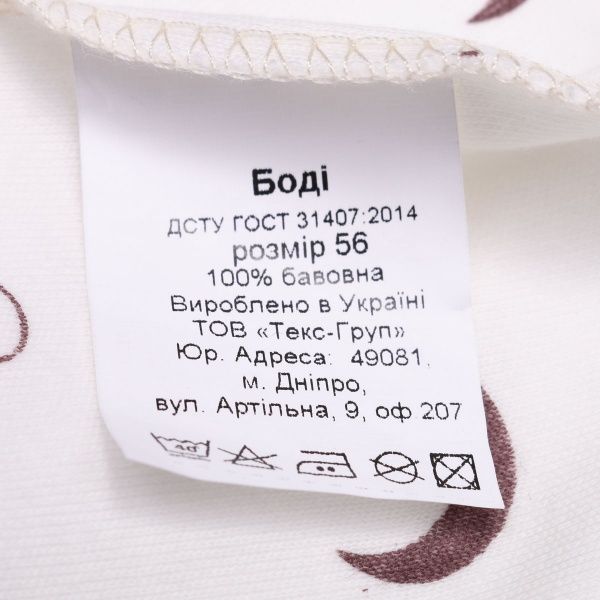 Боді
ДСТУ ГОСТ 31407:2014
розмір 56
100% бавовна
Вироблено в Україні
ТОВ «Текс-Груп»
Юр. Адреса: 49081,
м. Дніпро,
вул. Артільна, 9, оф 207
40